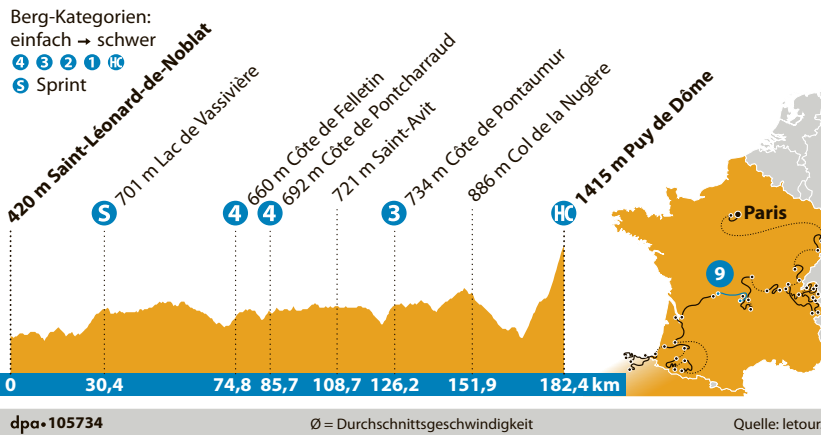 Berg-Kategorien:
einfach → schwer
4 3 2 1 HC
S Sprint
420 m Saint-Léonard-de-Noblat
701 m Lac de Vassivière
660 m Côte de Felletin
692 m Côte de Pontcharraud
721 m Saint-Avit
734 m Côte de Pontaumur
886 m Col de la Nugère
1415 m Puy de Dôme
S 4 4 3 HC
Paris
9
0 30,4 74,8 85,7 108,7 126,2 151,9 182,4 km
dpa•105734 Ø = Durchschnittsgeschwindigkeit Quelle: letour